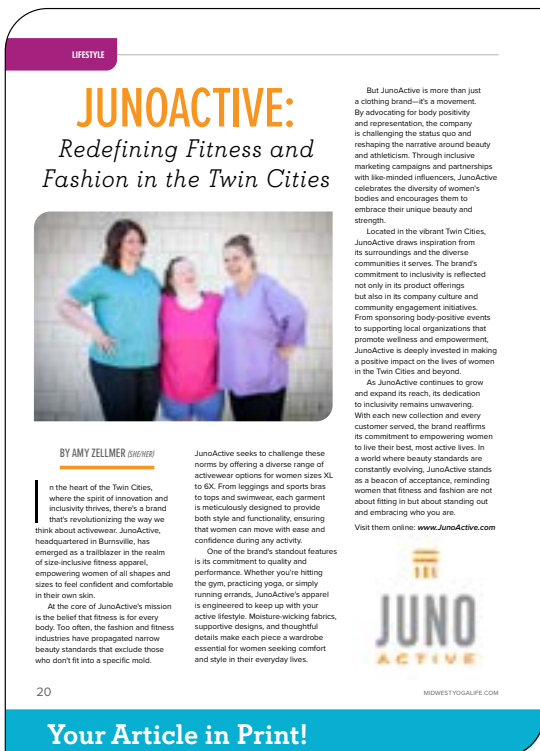 LIFESTYLE
JUNOACTIVE:
Redefining Fitness and
Fashion in the Twin Cities
BY AMY ZELLMER (SHE/HER)
In the heart of the Twin Cities,
where the spirit of innovation and
inclusivity thrives, there's a brand
that's revolutionizing the way we
think about activewear. JunoActive,
headquartered in Burnsville, has
emerged as a trailblazer in the realm
of size-inclusive fitness apparel,
empowering women of all shapes and
sizes to feel confident and comfortable
in their own skin.
At the core of JunoActive's mission
is the belief that fitness is for every
body. Too often, the fashion and fitness
industries have propagated narrow
beauty standards that exclude those
who don't fit into a specific mold.
JunoActive seeks to challenge these
norms by offering a diverse range of
activewear options for women sizes XL
to 6X. From leggings and sports bras
to tops and swimwear, each garment
is meticulously designed to provide
both style and functionality, ensuring
that women can move with ease and
confidence during any activity.
One of the brand's standout features
is its commitment to quality and
performance. Whether you're hitting
the gym, practicing yoga, or simply
running errands, JunoActive's apparel
is engineered to keep up with your
active lifestyle. Moisture-wicking fabrics,
supportive designs, and thoughtful
details make each piece a wardrobe
essential for women seeking comfort
and style in their everyday lives.
But JunoActive is more than just
a clothing brand—it's a movement.
By advocating for body positivity
and representation, the company
is challenging the status quo and
reshaping the narrative around beauty
and athleticism. Through inclusive
marketing campaigns and partnerships
with like-minded influencers, JunoActive
celebrates the diversity of women's
bodies and encourages them to
embrace their unique beauty and
strength.
Located in the vibrant Twin Cities,
JunoActive draws inspiration from
its surroundings and the diverse
communities it serves. The brand's
commitment to inclusivity is reflected
not only in its product offerings
but also in its company culture and
community engagement initiatives.
From sponsoring body-positive events
to supporting local organizations that
promote wellness and empowerment,
JunoActive is deeply invested in making
a positive impact on the lives of women
in the Twin Cities and beyond.
As JunoActive continues to grow
and expand its reach, its dedication
to inclusivity remains unwavering.
With each new collection and every
customer served, the brand reaffirms
its commitment to empowering women
to live their best, most active lives. In
a world where beauty standards are
constantly evolving, JunoActive stands
as a beacon of acceptance, reminding
women that fitness and fashion are not
about fitting in but about standing out
and embracing who you are.
Visit them online: www.JunoActive.com
JUNO
ACTIVE
20
MIDWESTYOGALIFE.COM
Your Article in Print!